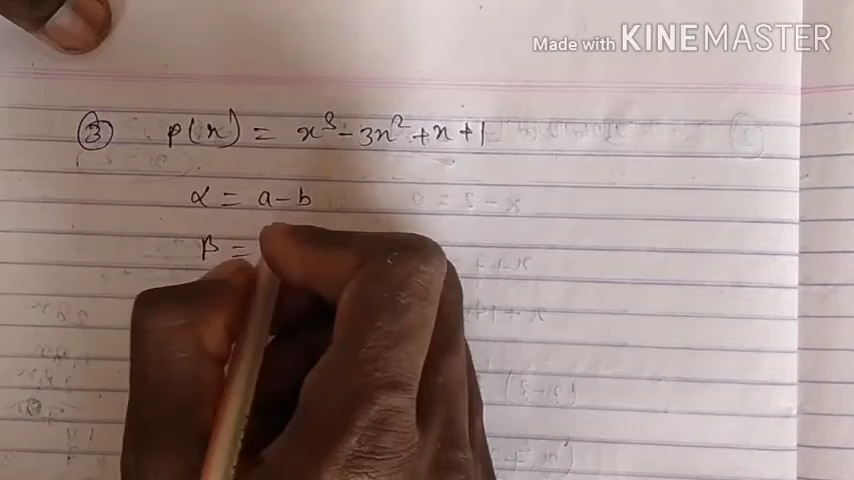 Made with KINEMASTER
③ p(x) = x³ - 3x² + x + 1
α = a - b
β =